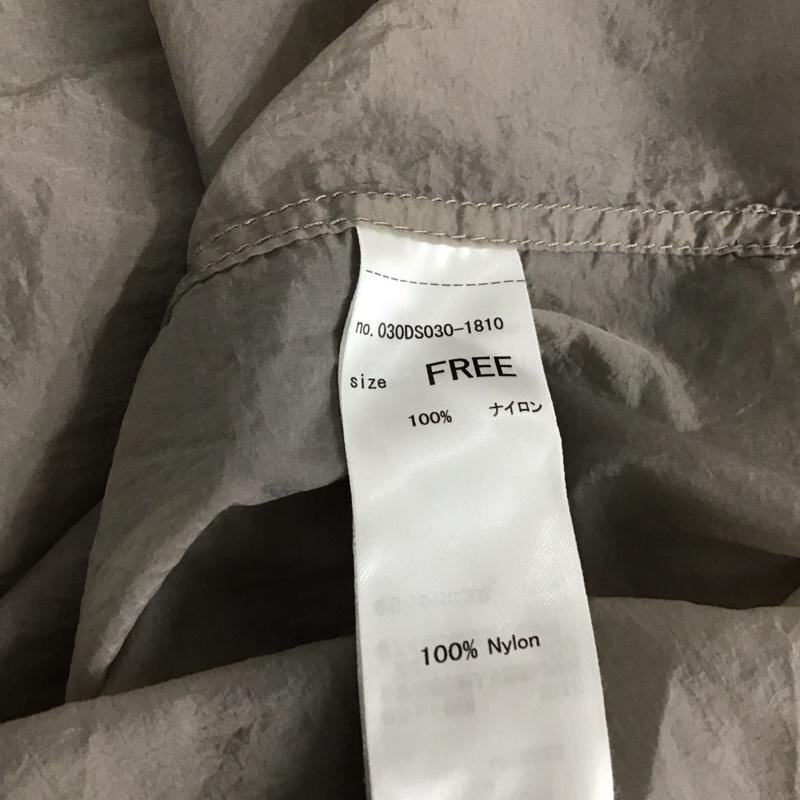 no. 030DS030-1810
size FREE
100% ナイロン
100% Nylon